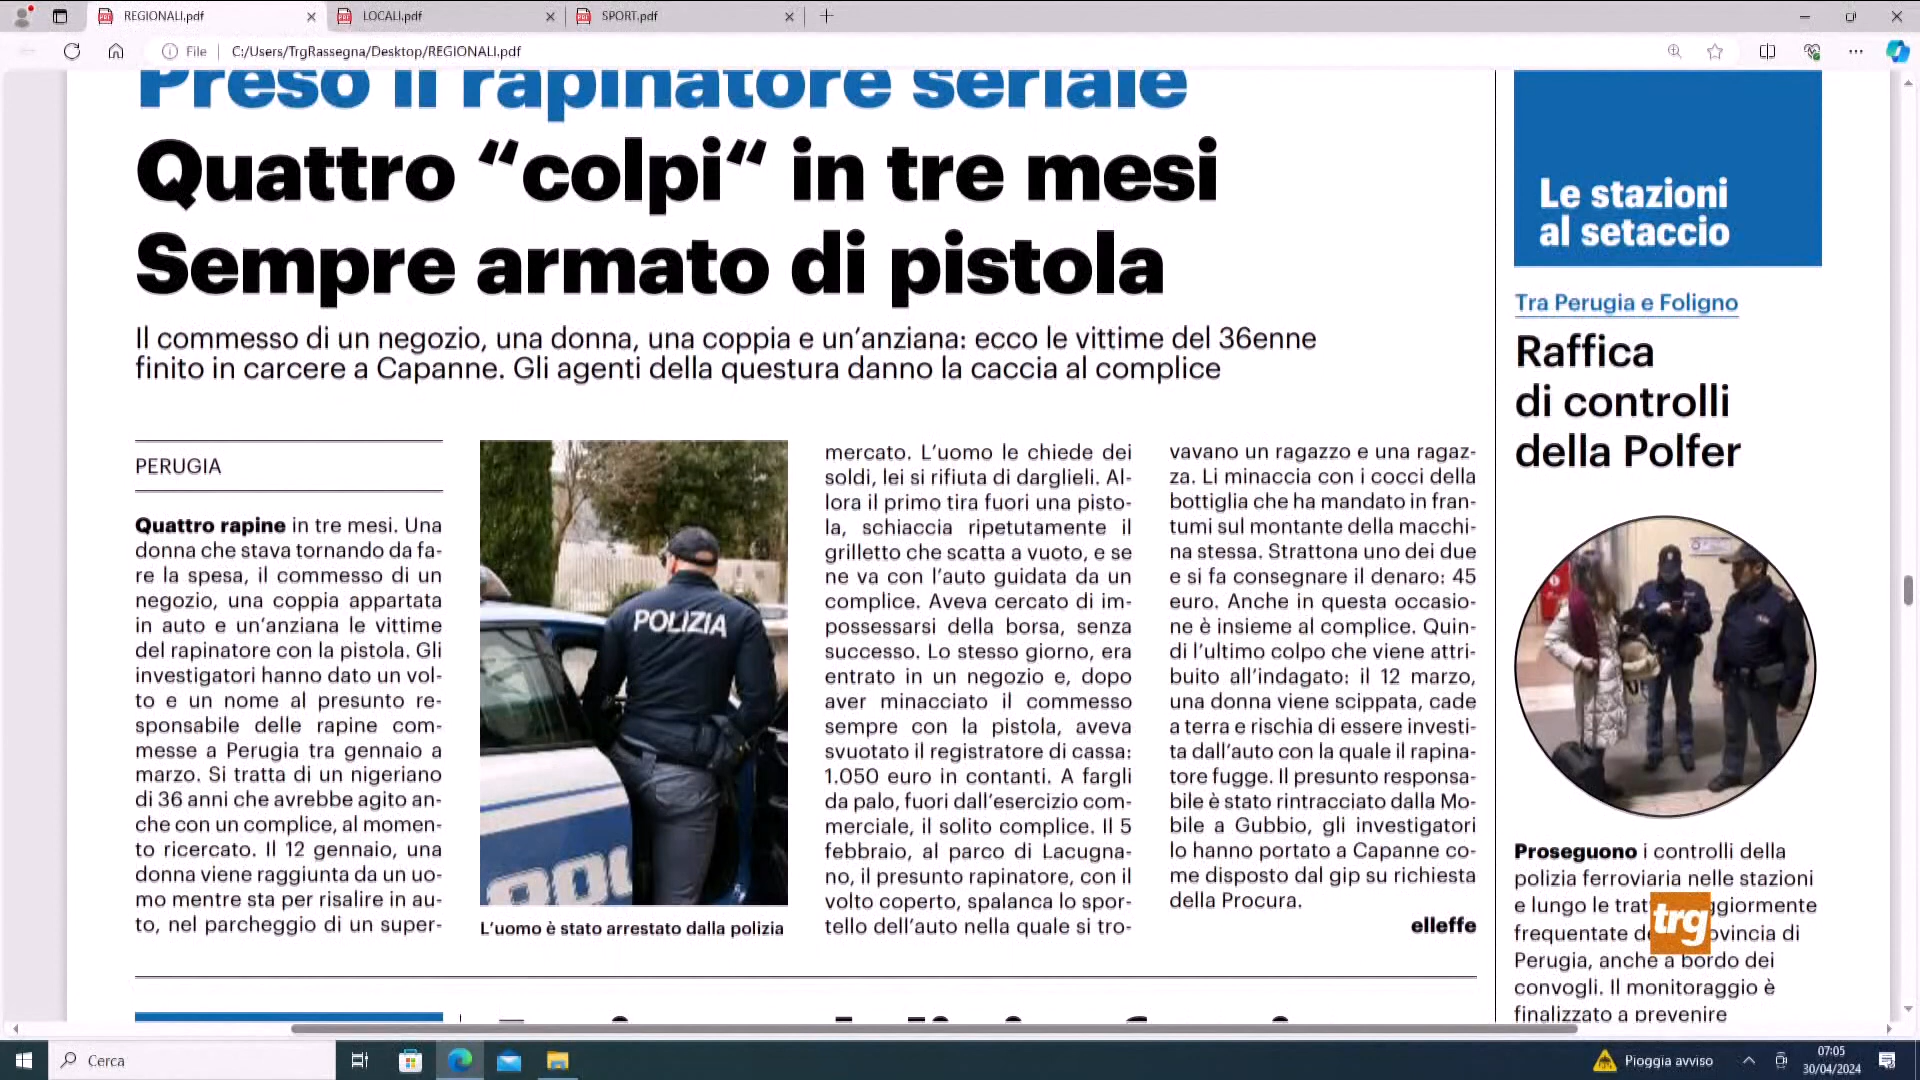 REGIONALI.pdf
LOCALI.pdf
SPORT.pdf
File
C:/Users/TrgRassegna/Desktop/REGIONALI.pdf
Preso il rapinatore seriale
Quattro “colpi“ in tre mesi
Sempre armato di pistola
Il commesso di un negozio, una donna, una coppia e un’anziana: ecco le vittime del 36enne
finito in carcere a Capanne. Gli agenti della questura danno la caccia al complice
PERUGIA
Quattro rapine in tre mesi. Una
donna che stava tornando da fa-
re la spesa, il commesso di un
negozio, una coppia appartata
in auto e un’anziana le vittime
del rapinatore con la pistola. Gli
investigatori hanno dato un vol-
to e un nome al presunto re-
sponsabile delle rapine com-
messe a Perugia tra gennaio a
marzo. Si tratta di un nigeriano
di 36 anni che avrebbe agito an-
che con un complice, al momen-
to ricercato. Il 12 gennaio, una
donna viene raggiunta da un uo-
mo mentre sta per risalire in au-
to, nel parcheggio di un super-
POLIZIA
POL
L’uomo è stato arrestato dalla polizia
mercato. L’uomo le chiede dei
soldi, lei si rifiuta di darglieli. Al-
lora il primo tira fuori una pisto-
la, schiaccia ripetutamente il
grilletto che scatta a vuoto, e se
ne va con l’auto guidata da un
complice. Aveva cercato di im-
possessarsi della borsa, senza
successo. Lo stesso giorno, era
entrato in un negozio e, dopo
aver minacciato il commesso
sempre con la pistola, aveva
svuotato il registratore di cassa:
1.050 euro in contanti. A fargli
da palo, fuori dall’esercizio com-
merciale, il solito complice. Il 5
febbraio, al parco di Lacugna-
no, il presunto rapinatore, con il
volto coperto, spalanca lo spor-
tello dell’auto nella quale si tro-
vavano un ragazzo e una ragaz-
za. Li minaccia con i cocci della
bottiglia che ha mandato in fran-
tumi sul montante della macchi-
na stessa. Strattona uno dei due
e si fa consegnare il denaro: 45
euro. Anche in questa occasio-
ne è insieme al complice. Quin-
di l’ultimo colpo che viene attri-
buito all’indagato: il 12 marzo,
una donna viene scippata, cade
a terra e rischia di essere investi-
ta dall’auto con la quale il rapina-
tore fugge. Il presunto responsa-
bile è stato rintracciato dalla Mo-
bile a Gubbio, gli investigatori
lo hanno portato a Capanne co-
me disposto dal gip su richiesta
della Procura.
elleffe
Le stazioni
al setaccio
Tra Perugia e Foligno
Raffica
di controlli
della Polfer
Proseguono i controlli della
polizia ferroviaria nelle stazioni
e lungo le trat ggiormente
frequentate de ovincia di
Perugia, anche a bordo dei
convogli. Il monitoraggio è
finalizzato a prevenire
trg
Cerca
Pioggia avviso
07:05
30/04/2024